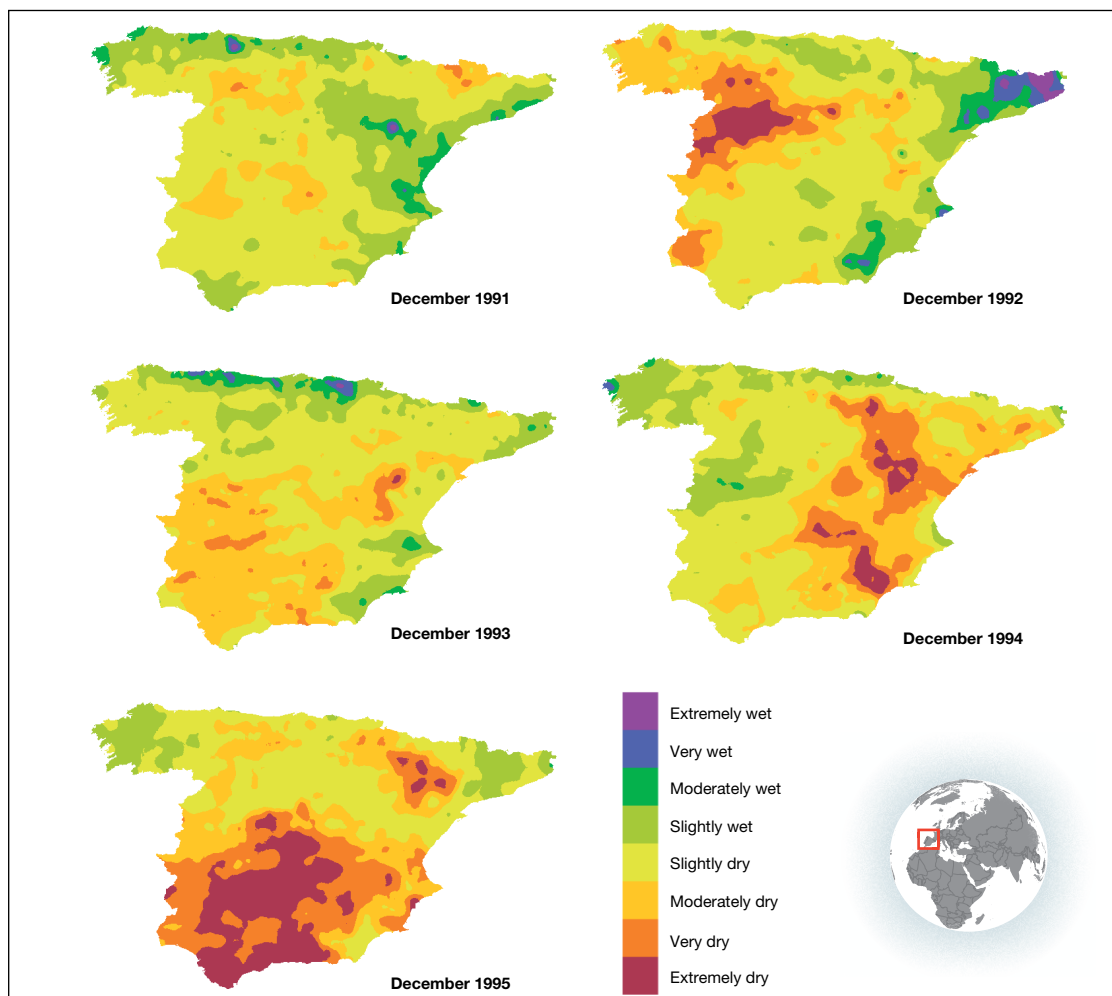 December 1991
December 1992
December 1993
December 1994
December 1995
Extremely wet
Very wet
Moderately wet
Slightly wet
Slightly dry
Moderately dry
Very dry
Extremely dry